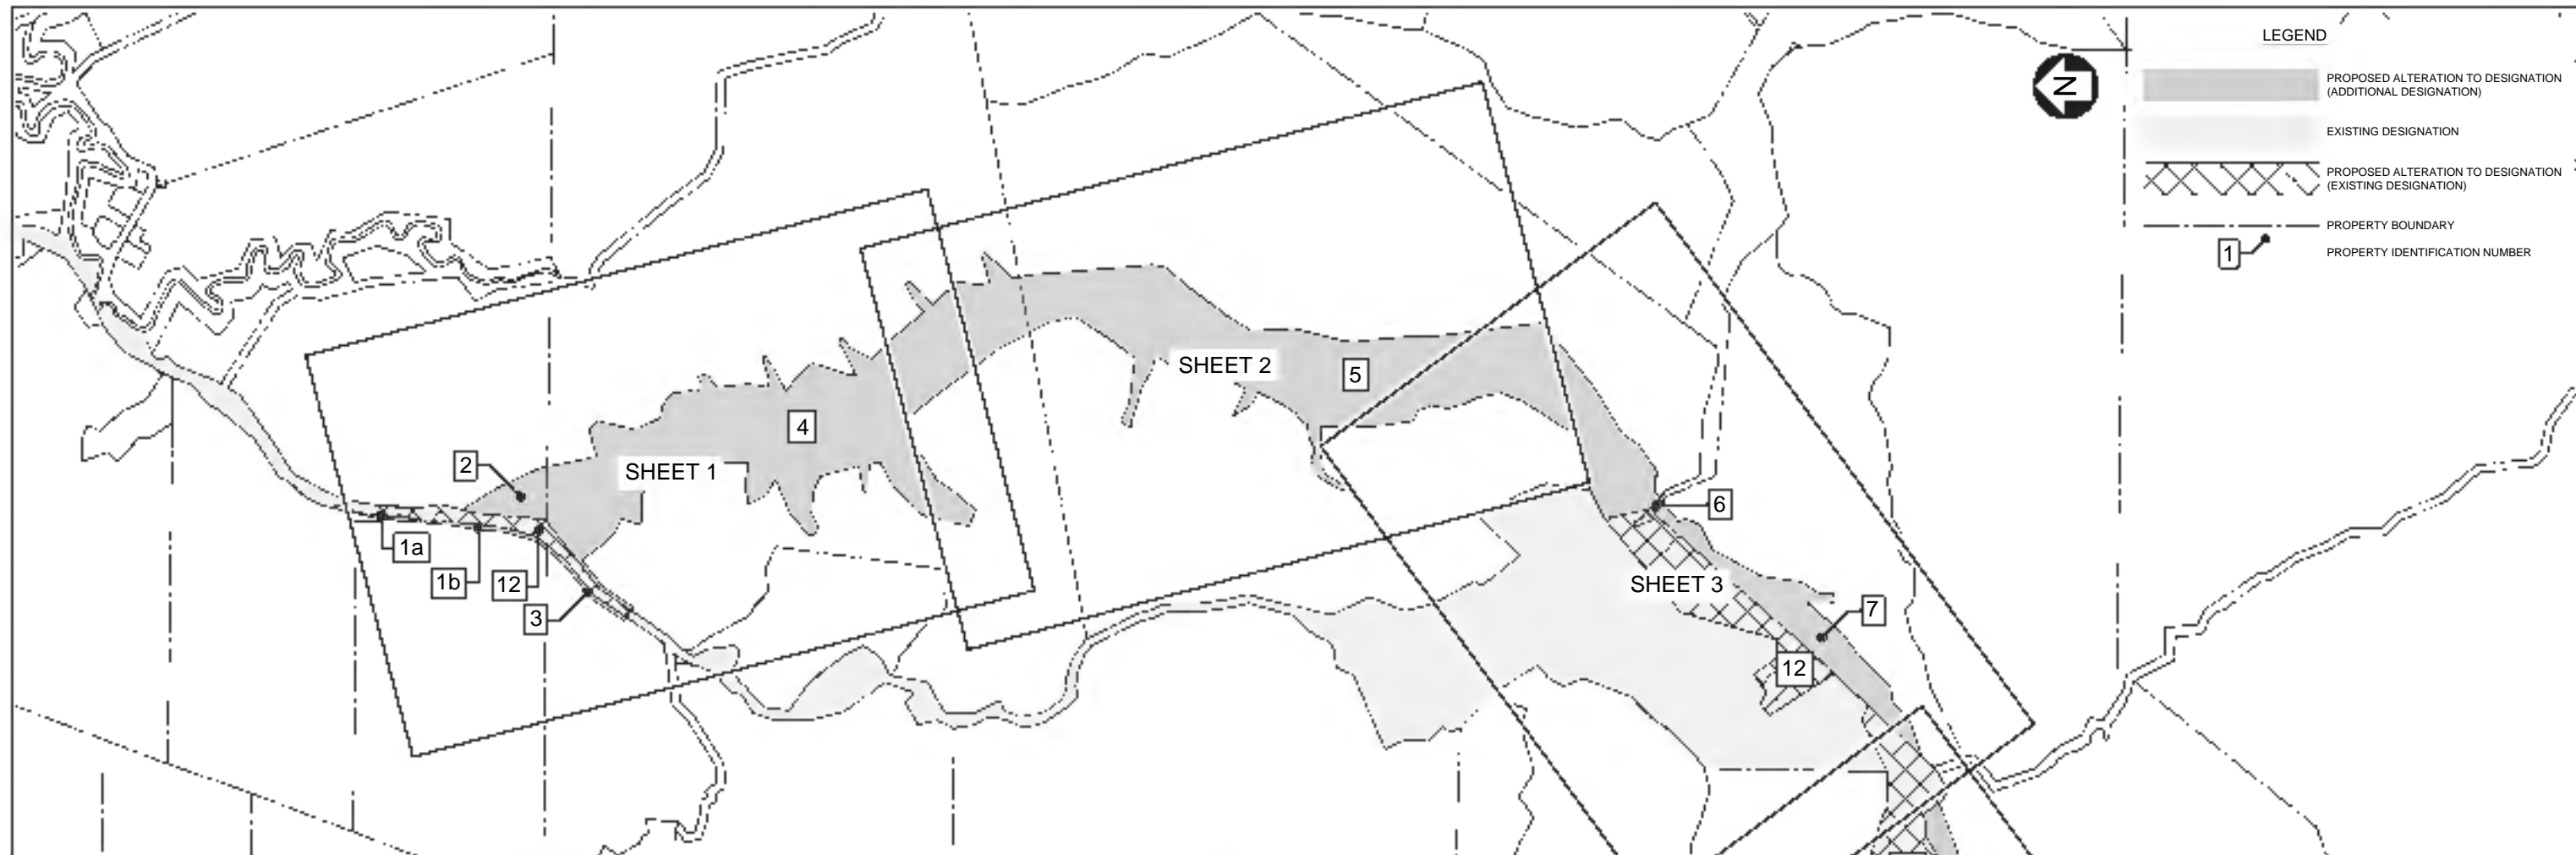 LEGEND
PROPOSED ALTERATION TO DESIGNATION
(ADDITIONAL DESIGNATION)
EXISTING DESIGNATION
PROPOSED ALTERATION TO DESIGNATION
(EXISTING DESIGNATION)
PROPERTY BOUNDARY
1
PROPERTY IDENTIFICATION NUMBER
N
SHEET 2
5
4
2
SHEET 1
6
1a
1b
12
3
SHEET 3
7
12